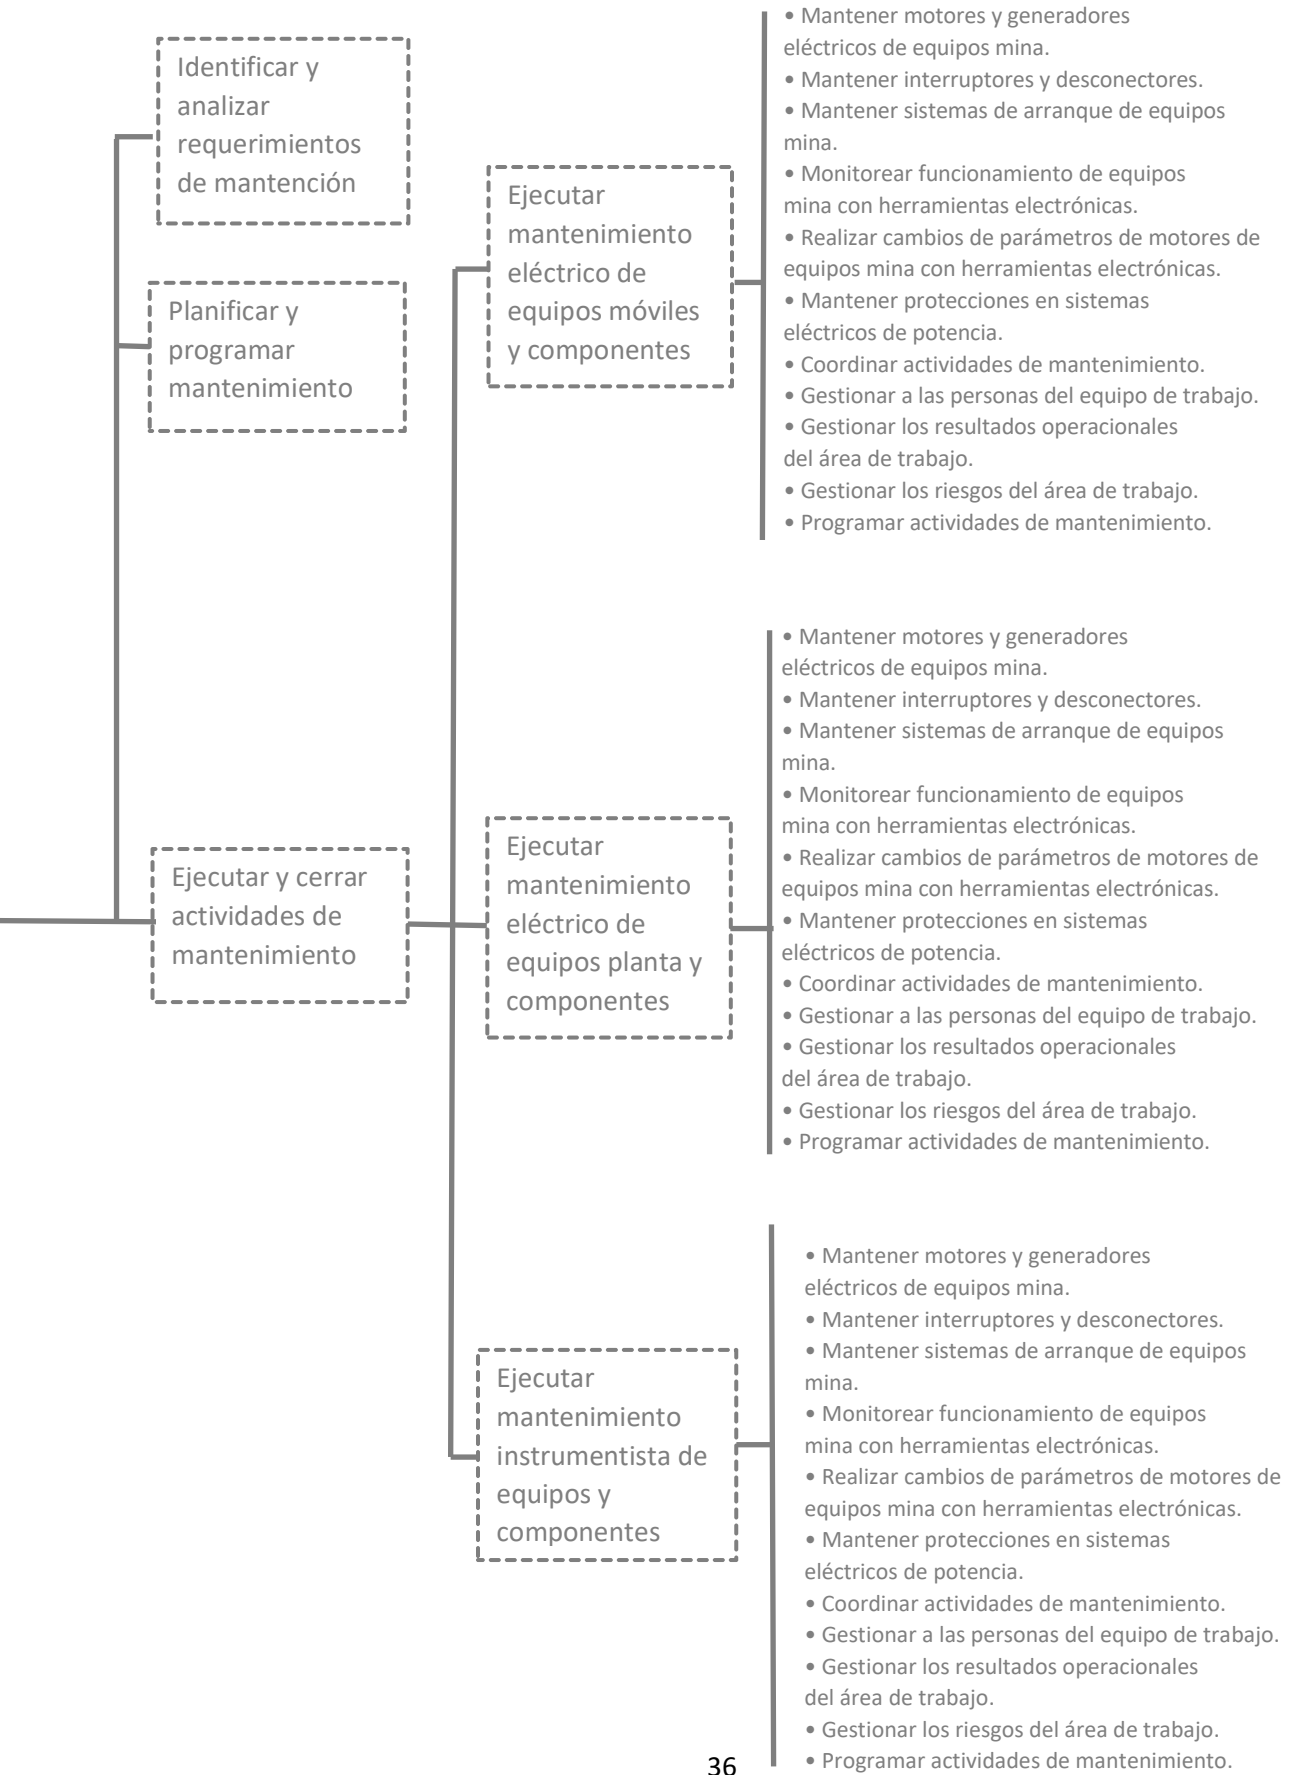 Identificar y
analizar
requerimientos
de mantención
Planificar y
programar
mantenimiento
Ejecutar y cerrar
actividades de
mantenimiento
Ejecutar
mantenimiento
eléctrico de
equipos móviles
y componentes
• Mantener motores y generadores
eléctricos de equipos mina.
• Mantener interruptores y desconectores.
• Mantener sistemas de arranque de equipos
mina.
• Monitorear funcionamiento de equipos
mina con herramientas electrónicas.
• Realizar cambios de parámetros de motores de
equipos mina con herramientas electrónicas.
• Mantener protecciones en sistemas
eléctricos de potencia.
• Coordinar actividades de mantenimiento.
• Gestionar a las personas del equipo de trabajo.
• Gestionar los resultados operacionales
del área de trabajo.
• Gestionar los riesgos del área de trabajo.
• Programar actividades de mantenimiento.
Ejecutar
mantenimiento
eléctrico de
equipos planta y
componentes
• Mantener motores y generadores
eléctricos de equipos mina.
• Mantener interruptores y desconectores.
• Mantener sistemas de arranque de equipos
mina.
• Monitorear funcionamiento de equipos
mina con herramientas electrónicas.
• Realizar cambios de parámetros de motores de
equipos mina con herramientas electrónicas.
• Mantener protecciones en sistemas
eléctricos de potencia.
• Coordinar actividades de mantenimiento.
• Gestionar a las personas del equipo de trabajo.
• Gestionar los resultados operacionales
del área de trabajo.
• Gestionar los riesgos del área de trabajo.
• Programar actividades de mantenimiento.
Ejecutar
mantenimiento
instrumentista de
equipos y
componentes
• Mantener motores y generadores
eléctricos de equipos mina.
• Mantener interruptores y desconectores.
• Mantener sistemas de arranque de equipos
mina.
• Monitorear funcionamiento de equipos
mina con herramientas electrónicas.
• Realizar cambios de parámetros de motores de
equipos mina con herramientas electrónicas.
• Mantener protecciones en sistemas
eléctricos de potencia.
• Coordinar actividades de mantenimiento.
• Gestionar a las personas del equipo de trabajo.
• Gestionar los resultados operacionales
del área de trabajo.
• Gestionar los riesgos del área de trabajo.
• Programar actividades de mantenimiento.
36